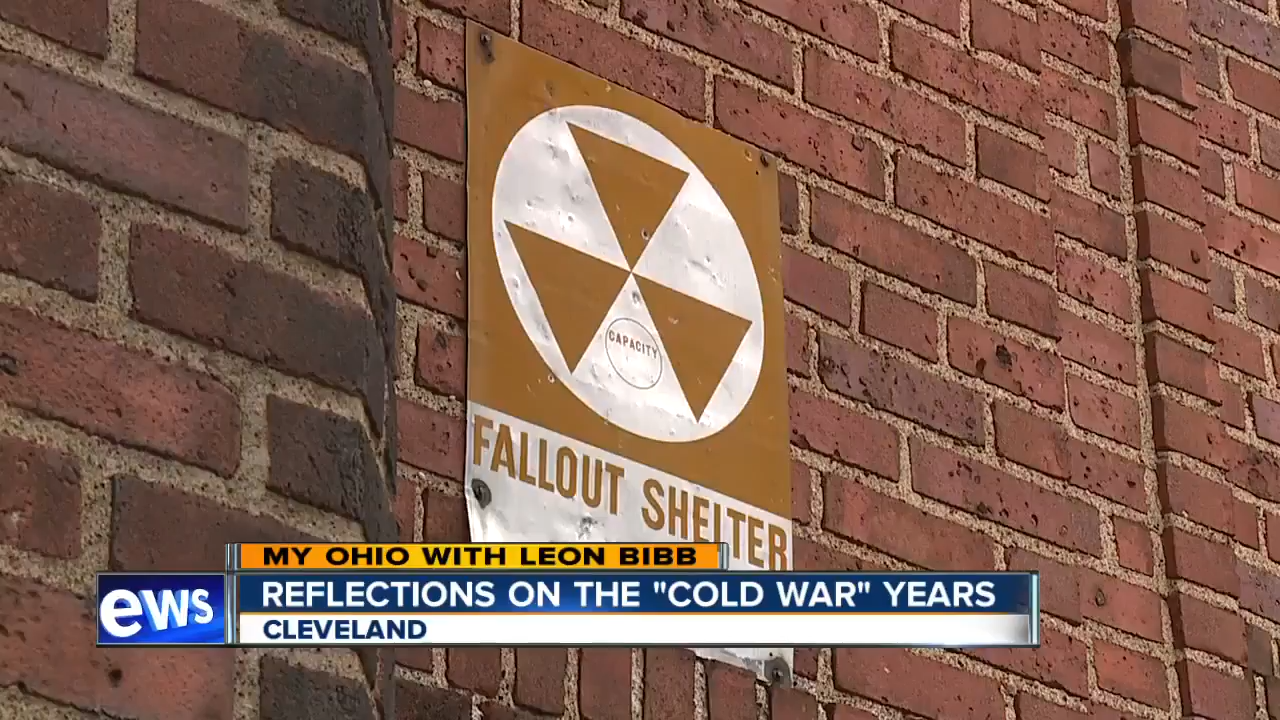 CAPACITY
FALLOUT SHELTER
MY OHIO WITH LEON BIBB
REFLECTIONS ON THE "COLD WAR" YEARS
ews
CLEVELAND